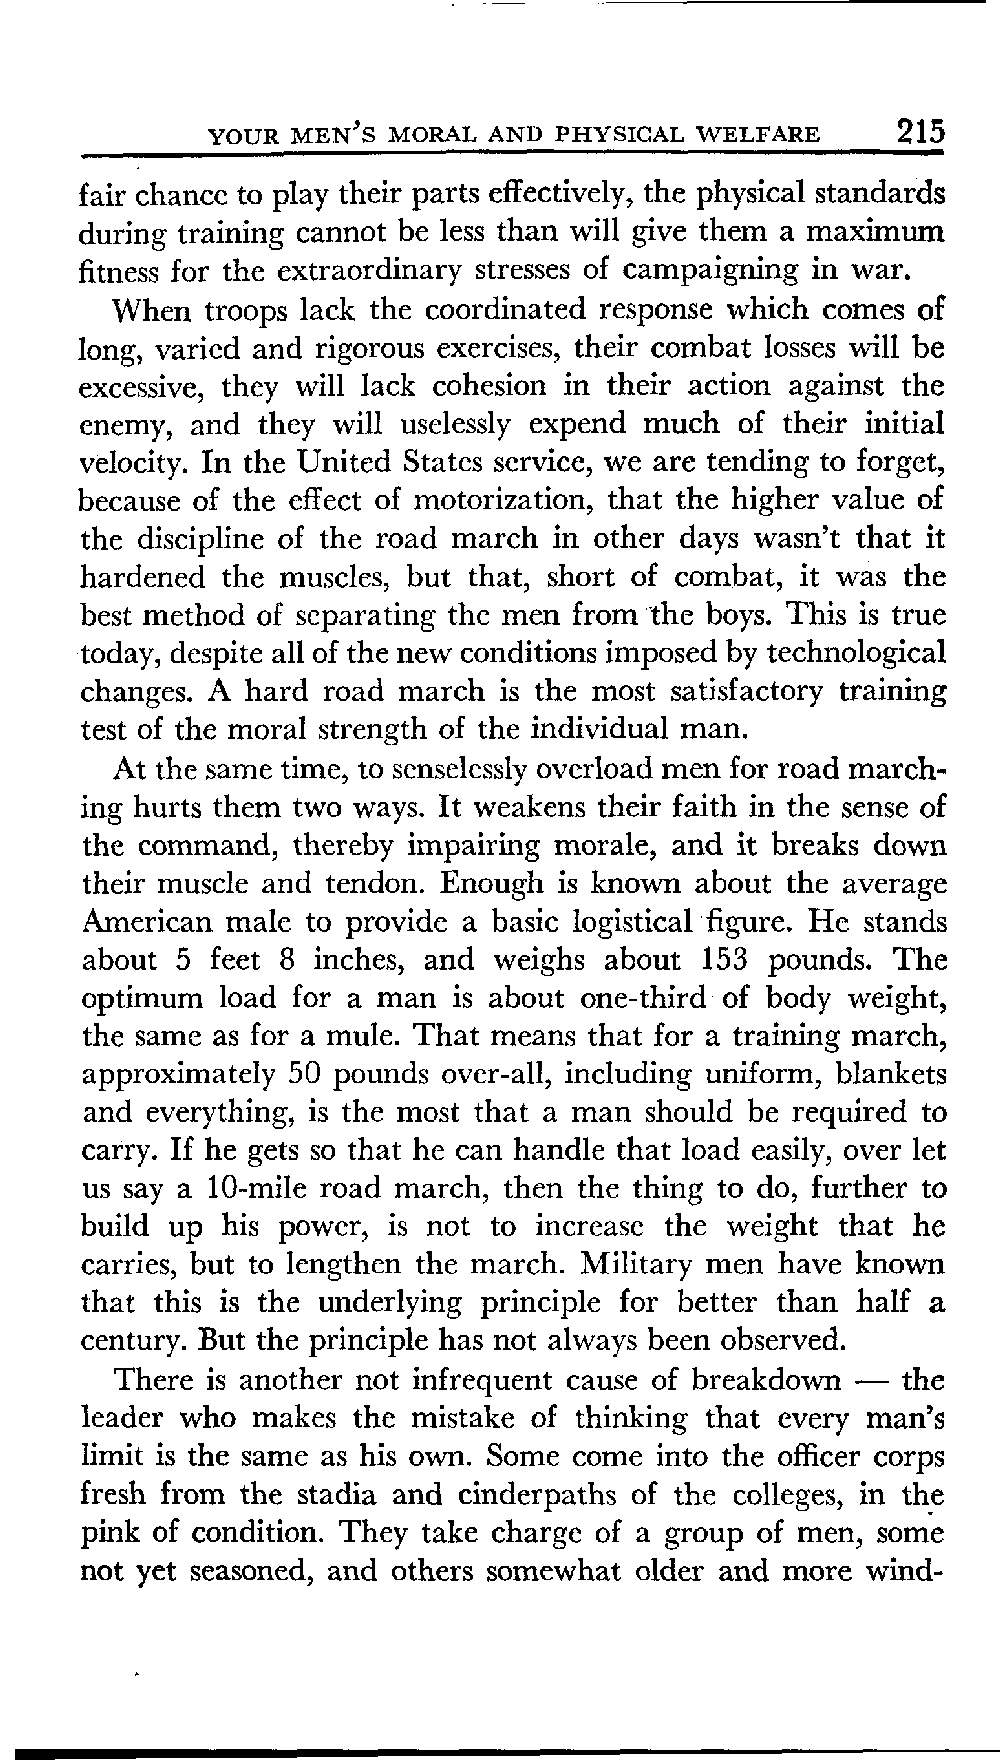 YOUR MEN'S MORAL AND PHYSICAL WELFARE 215
fair chance to play their parts effectively, the physical standards
during training cannot be less than will give them a maximum
fitness for the extraordinary stresses of campaigning in war.
When troops lack the coordinated response which comes of
long, varied and rigorous exercises, their combat losses will be
excessive, they will lack cohesion in their action against the
enemy, and they will uselessly expend much of their initial
velocity. In the United States service, we are tending to forget,
because of the effect of motorization, that the higher value of
the discipline of the road march in other days wasn't that it
hardened the muscles, but that, short of combat, it was the
best method of separating the men from the boys. This is true
today, despite all of the new conditions imposed by technological
changes. A hard road march is the most satisfactory training
test of the moral strength of the individual man.
At the same time, to senselessly overload men for road march-
ing hurts them two ways. It weakens their faith in the sense of
the command, thereby impairing morale, and it breaks down
their muscle and tendon. Enough is known about the average
American male to provide a basic logistical figure. He stands
about 5 feet 8 inches, and weighs about 153 pounds. The
optimum load for a man is about one-third of body weight,
the same as for a mule. That means that for a training march,
approximately 50 pounds over-all, including uniform, blankets
and everything, is the most that a man should be required to
carry. If he gets so that he can handle that load easily, over let
us say a 10-mile road march, then the thing to do, further to
build up his power, is not to increase the weight that he
carries, but to lengthen the march. Military men have known
that this is the underlying principle for better than half a
century. But the principle has not always been observed.
There is another not infrequent cause of breakdown — the
leader who makes the mistake of thinking that every man's
limit is the same as his own. Some come into the officer corps
fresh from the stadia and cinderpaths of the colleges, in the
pink of condition. They take charge of a group of men, some
not yet seasoned, and others somewhat older and more wind-